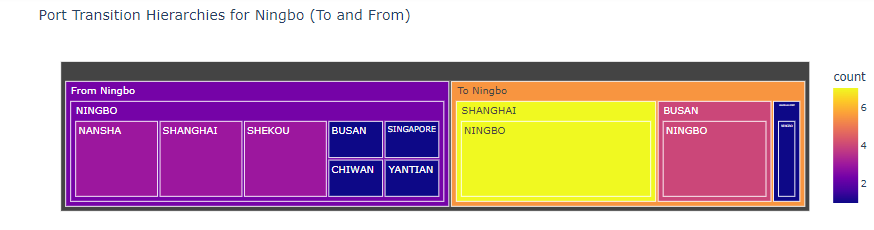 Port Transition Hierarchies for Ningbo (To and From)
count
From Ningbo
To Ningbo
NINGBO
SHANGHAI
BUSAN
NANSHA
SHANGHAI
SHEKOU
BUSAN
SINGAPORE
CHIWAN
YANTIAN
NINGBO
NINGBO
6
4
2